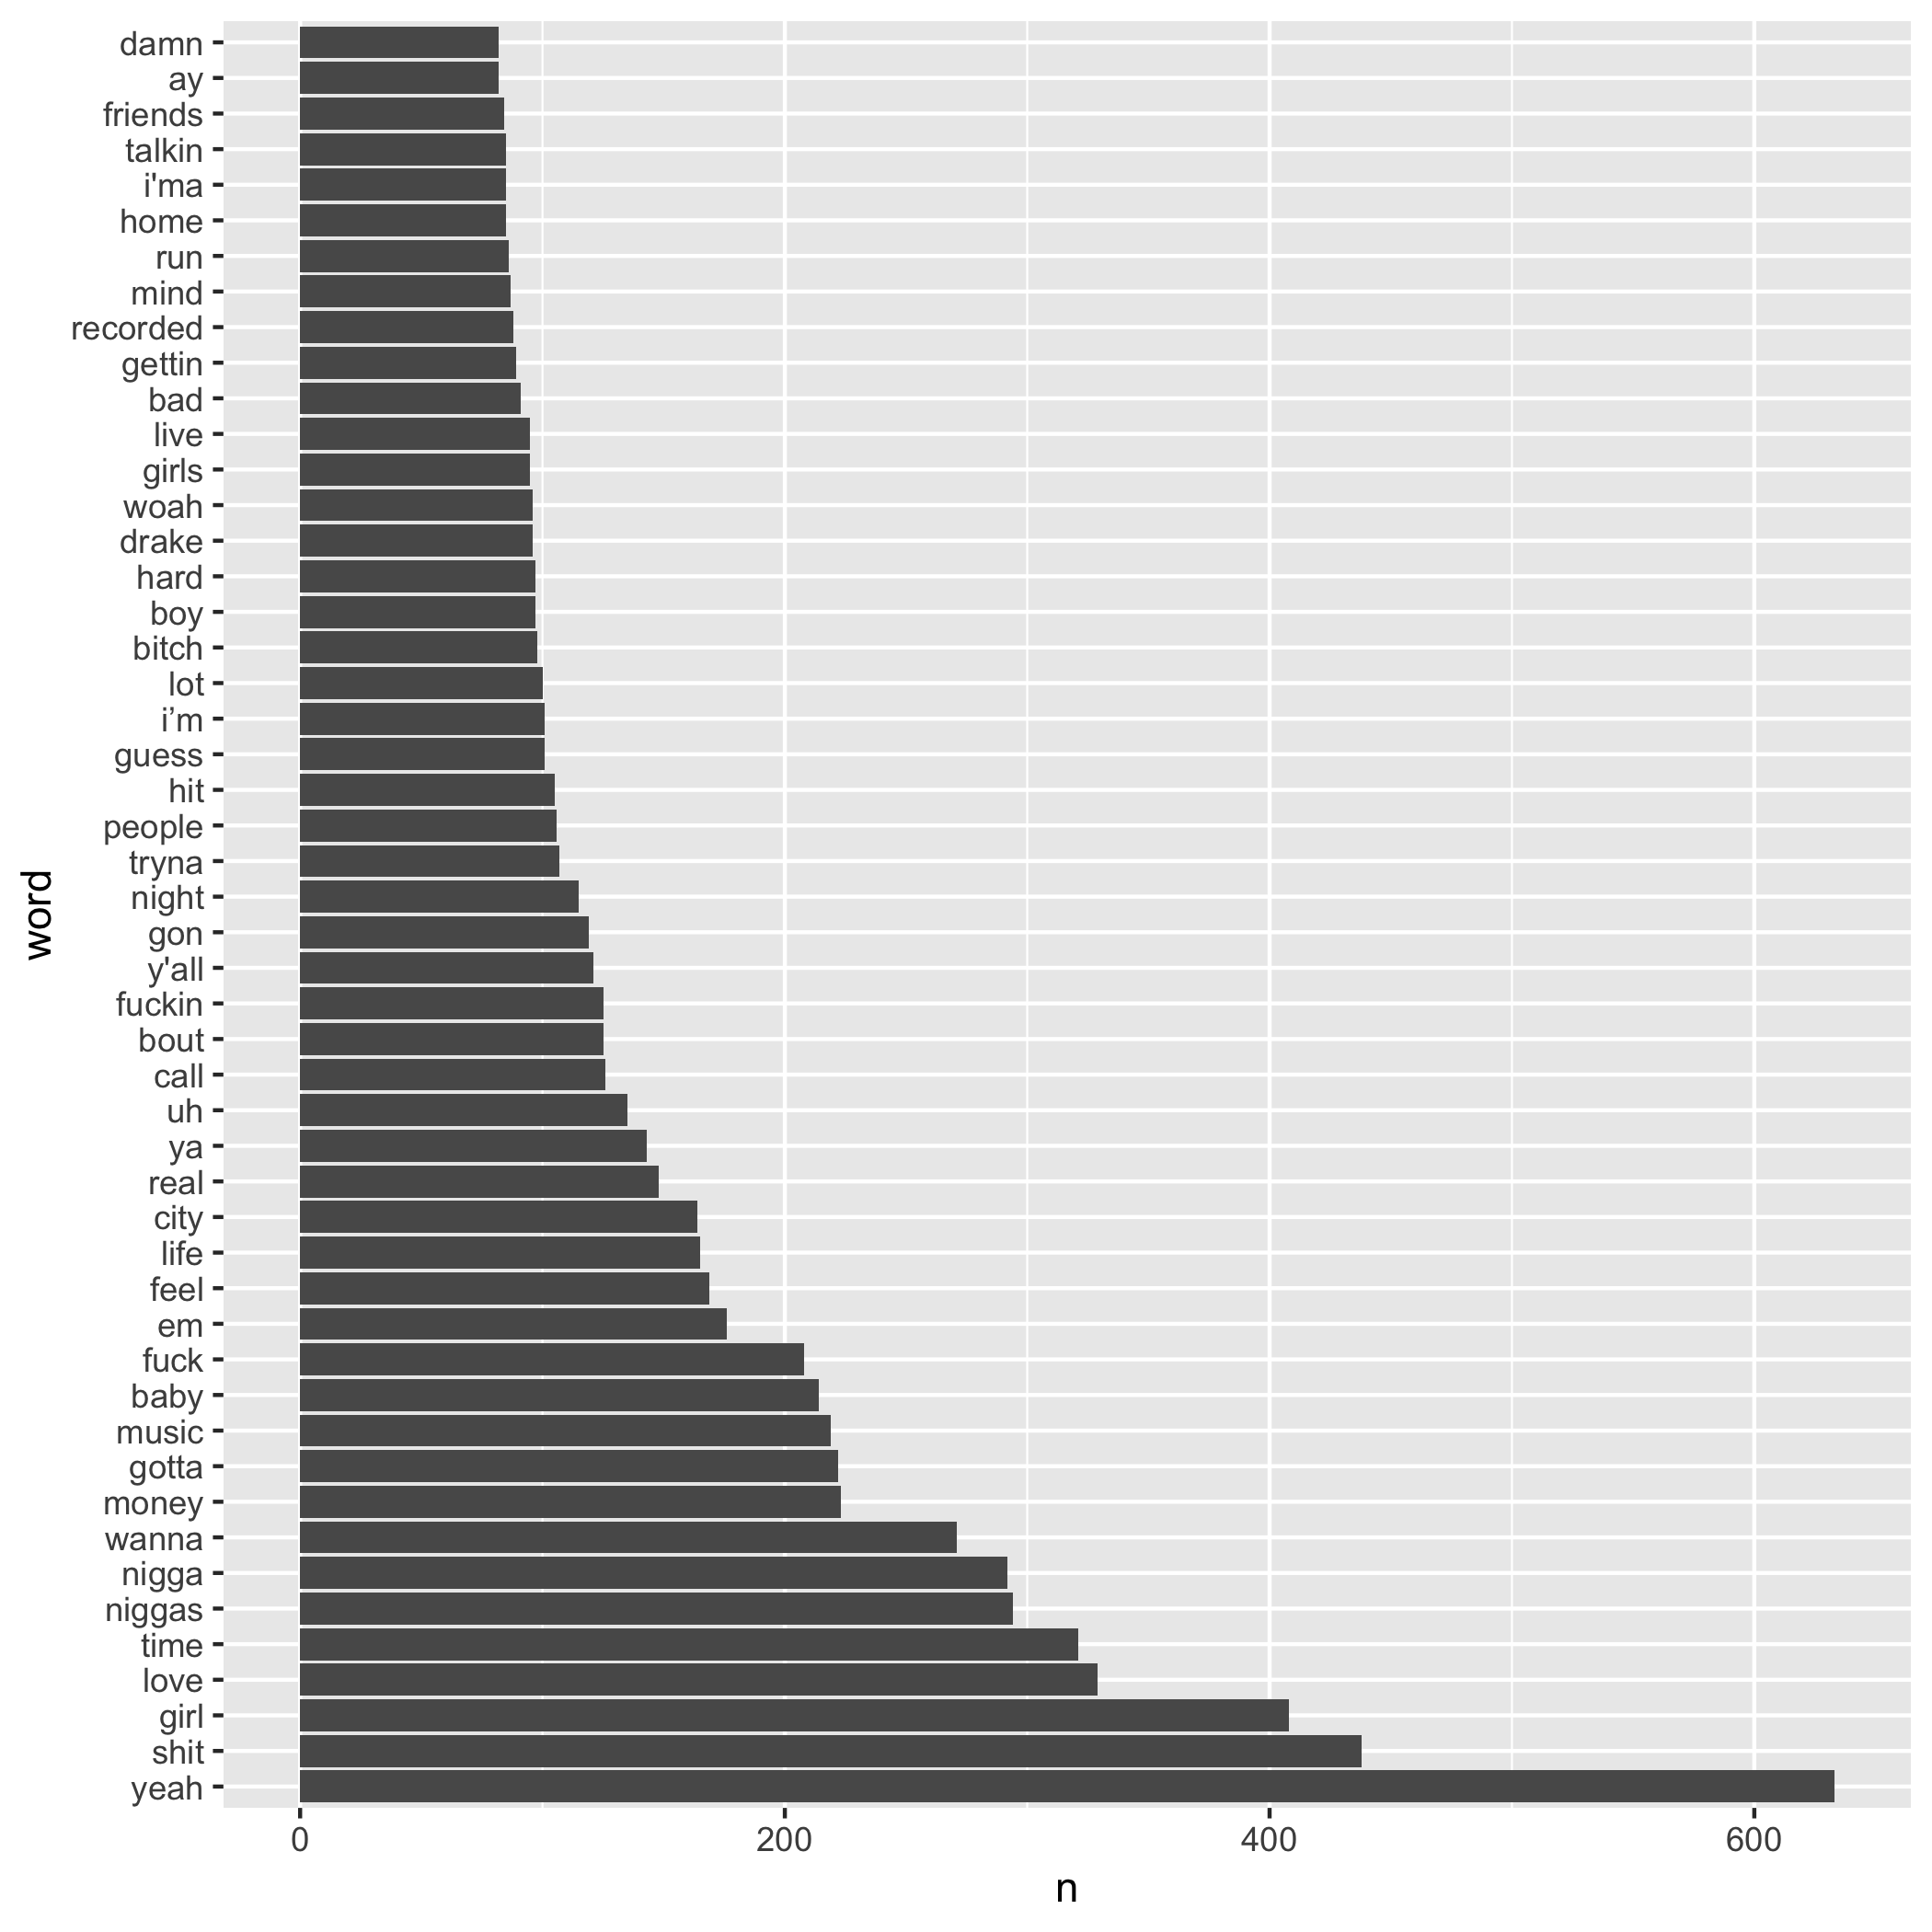 damn
ay
friends
talkin
i'ma
home
run
mind
recorded
gettin
bad
live
girls
woah
drake
hard
boy
bitch
lot
i’m
guess
hit
people
tryna
night
gon
y'all
fuckin
bout
call
uh
ya
real
city
life
feel
em
fuck
baby
music
gotta
money
wanna
nigga
niggas
time
love
girl
shit
yeah
word
0 200 400 600
n